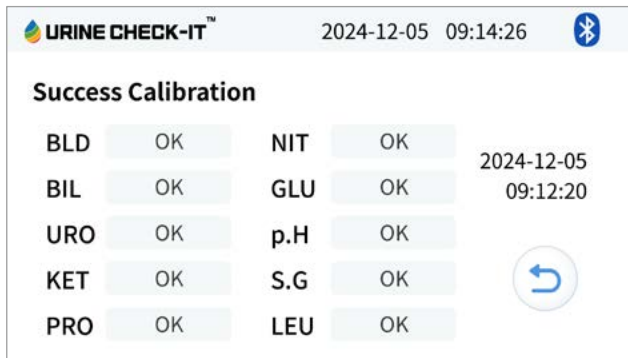 URINE CHECK-IT™ 2024-12-05 09:14:26
Success Calibration
BLD OK NIT OK
2024-12-05
BIL OK GLU OK
09:12:20
URO OK p.H OK
KET OK S.G OK
PRO OK LEU OK